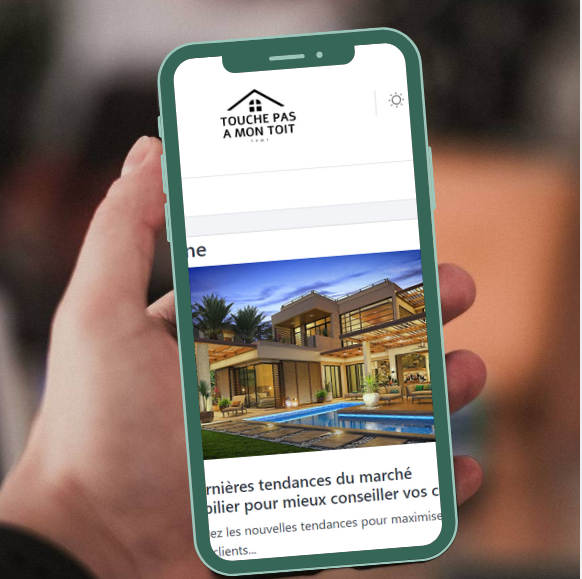 TOUCHE PAS
A MON TOIT
TPMT
ne
rnières tendances du marché
bilier pour mieux conseiller vos c
ez les nouvelles tendances pour maximise
clients...